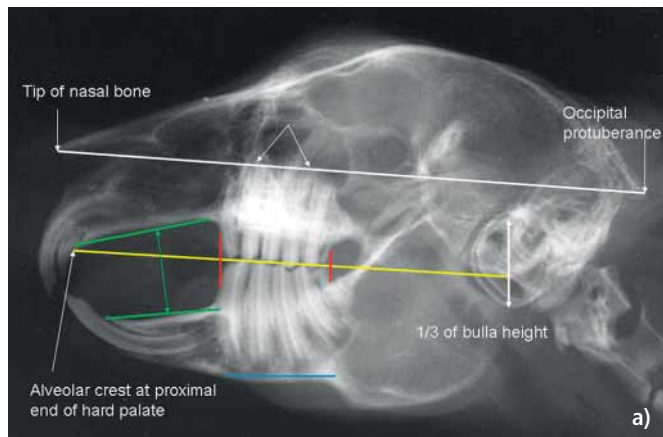 Tip of nasal bone
Occipital
protuberance
1/3 of bulla height
Alveolar crest at proximal
end of hard palate
a)